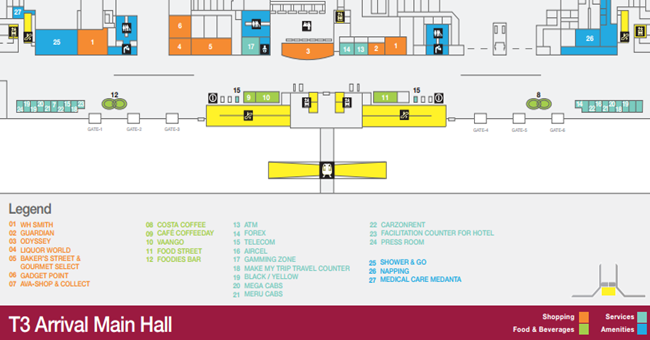 27
25
1
6
4
5
17
3
14
13
2
1
26
12
15
9
10
11
15
8
GATE-1
GATE-2
GATE-3
GATE-4
GATE-5
GATE-6
Legend
01 WH SMITH
02 GUARDIAN
03 ODYSSEY
04 LIQUOR WORLD
05 BAKER'S STREET &
GOURMET SELECT
06 GADGET POINT
07 AVA-SHOP & COLLECT
08 COSTA COFFEE
09 CAFÉ COFFEEDAY
10 VAANGO
11 FOOD STREET
12 FOODIES BAR
13 ATM
14 FOREX
15 TELECOM
16 AIRCEL
17 GAMMING ZONE
18 MAKE MY TRIP TRAVEL COUNTER
19 BLACK / YELLOW
20 MEGA CABS
21 MERU CABS
22 CARZONRENT
23 FACILITATION COUNTER FOR HOTEL
24 PRESS ROOM
25 SHOWER & GO
26 NAPPING
27 MEDICAL CARE MEDANTA
T3 Arrival Main Hall
Shopping
Services
Food & Beverages
Amenities